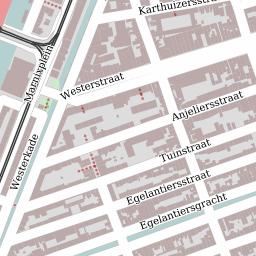 Karthuizersstraat
Marnixplein
Westerstraat
Anjeliersstraat
Westerkade
Tuinstraat
Egelantiersstraat
Egelantiersgracht